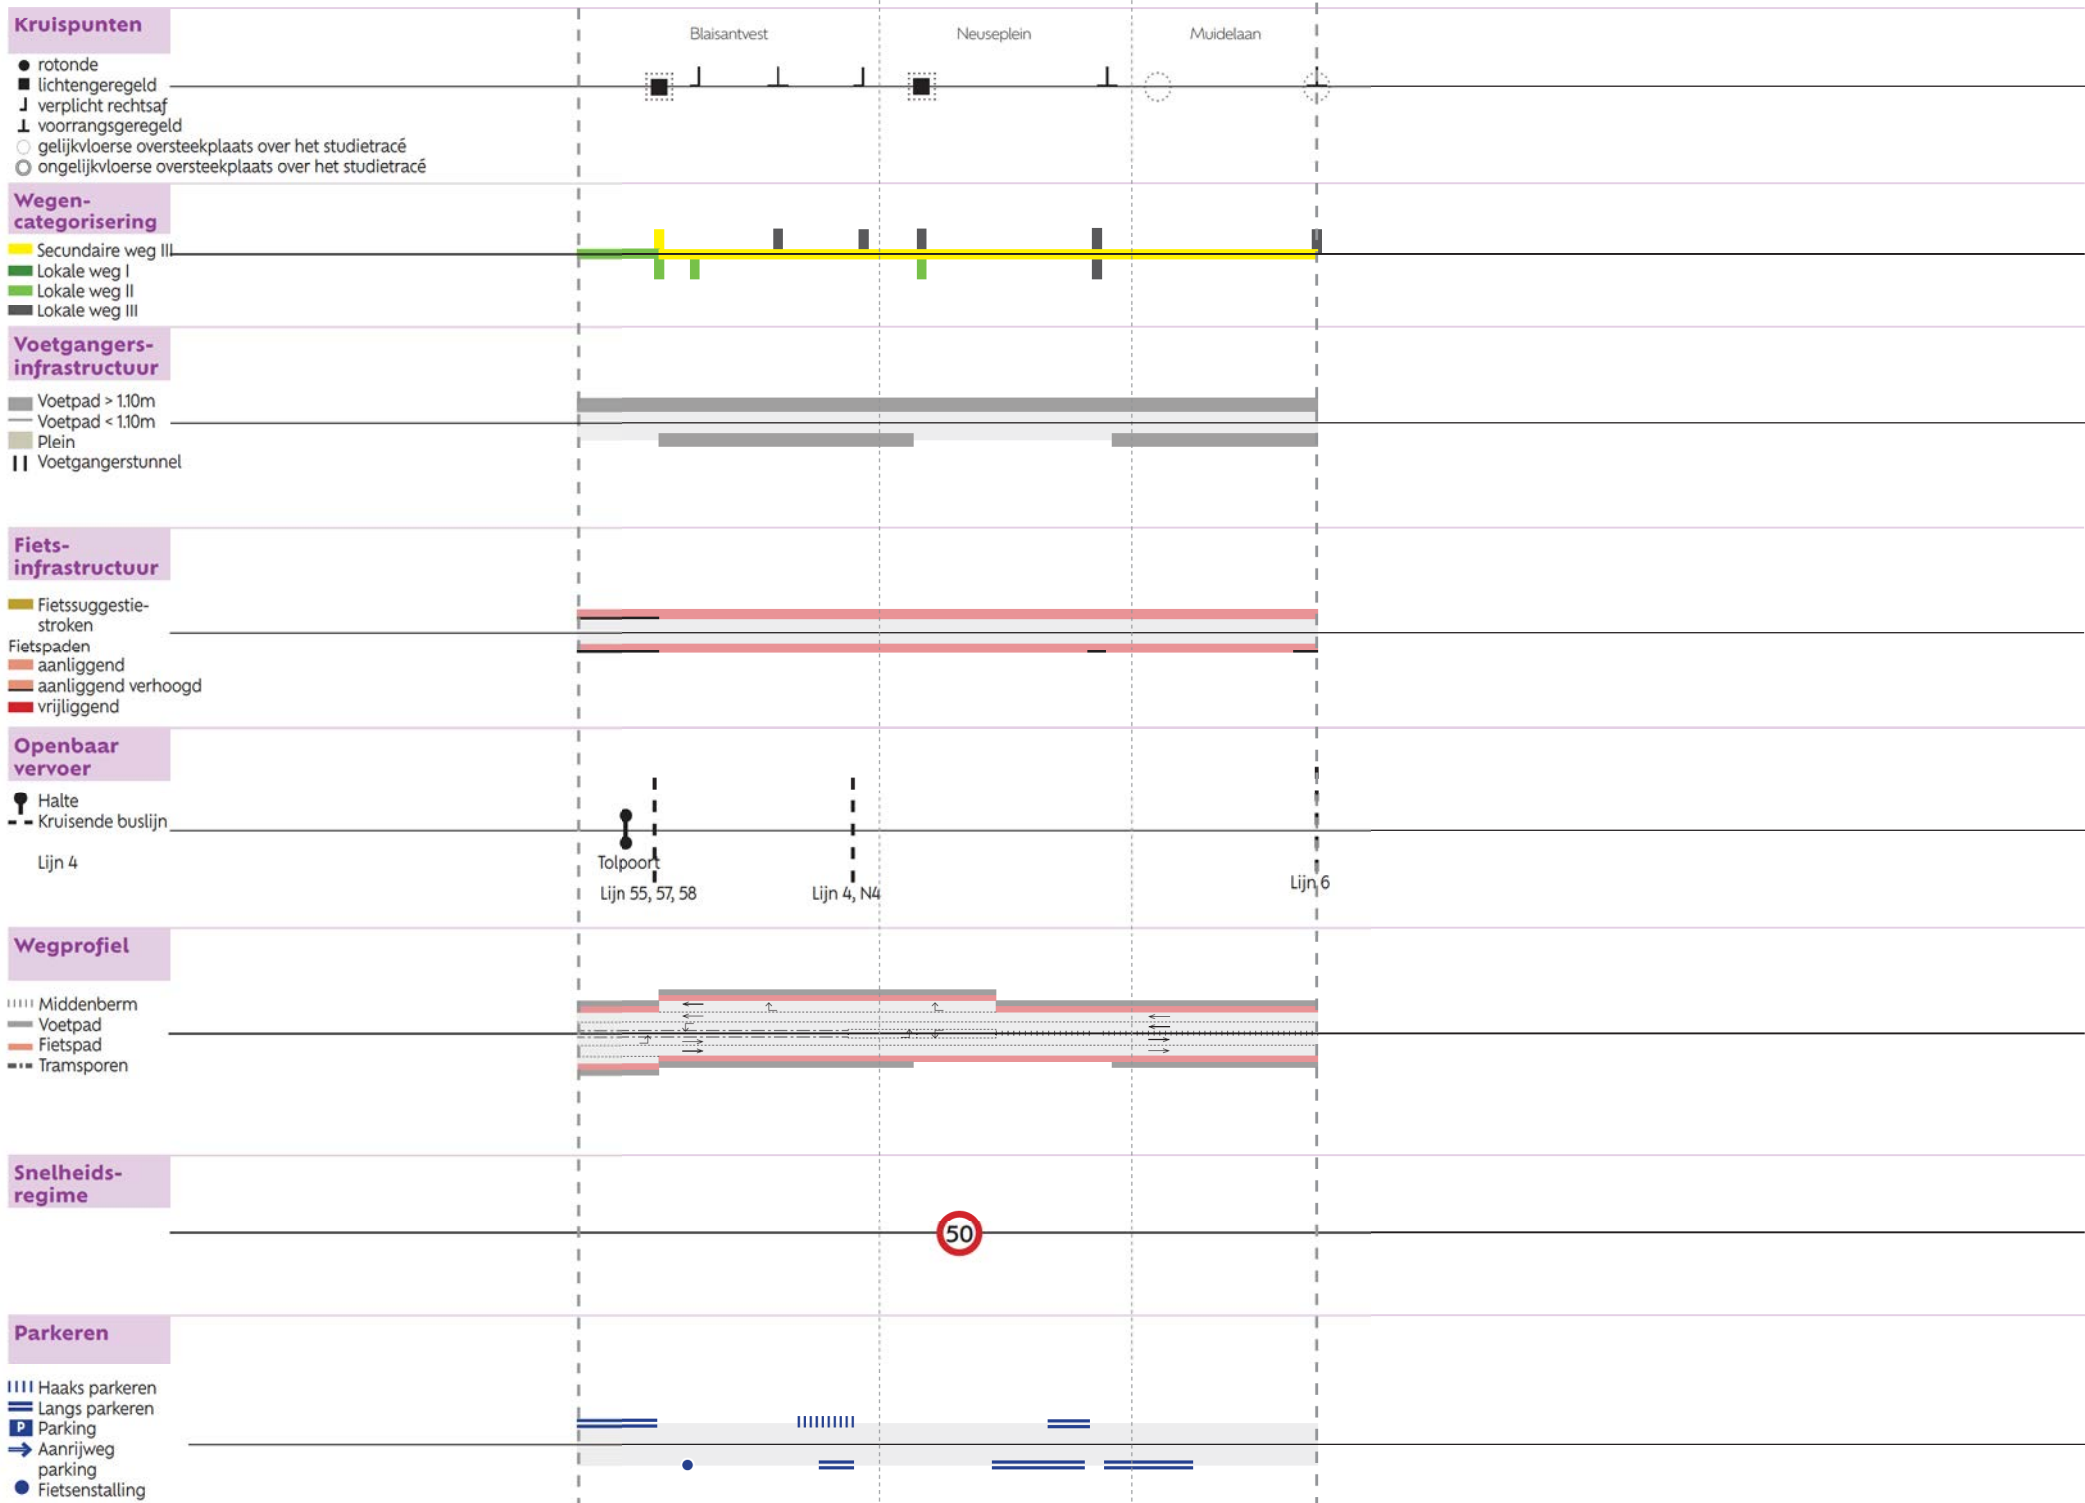 Kruispunten
Blaisantvest
Neuseplein
Muidelaan
rotonde
lichtengeregeld
verplicht rechtsaf
voorrangsgeregeld
gelijkvloerse oversteekplaats over het studietracé
ongelijkvloerse oversteekplaats over het studietracé
Wegen-
categorisering
Secundaire weg III
Lokale weg I
Lokale weg II
Lokale weg III
Voetgangers-
infrastructuur
Voetpad > 1.10m
Voetpad < 1.10m
Plein
Voetgangerstunnel
Fiets-
infrastructuur
Fietssuggestie-
stroken
Fietspaden
aanliggend
aanliggend verhoogd
vrijliggend
Openbaar
vervoer
Halte
Kruisende buslijn
Lijn 4
Tolpoort
Lijn 55, 57, 58
Lijn 4, N4
Lijn 6
Wegprofiel
Middenberm
Voetpad
Fietspad
Tramsporen
Snelheids-
regime
50
Parkeren
Haaks parkeren
Langs parkeren
P Parking
Aanrijweg
parking
Fietsenstalling